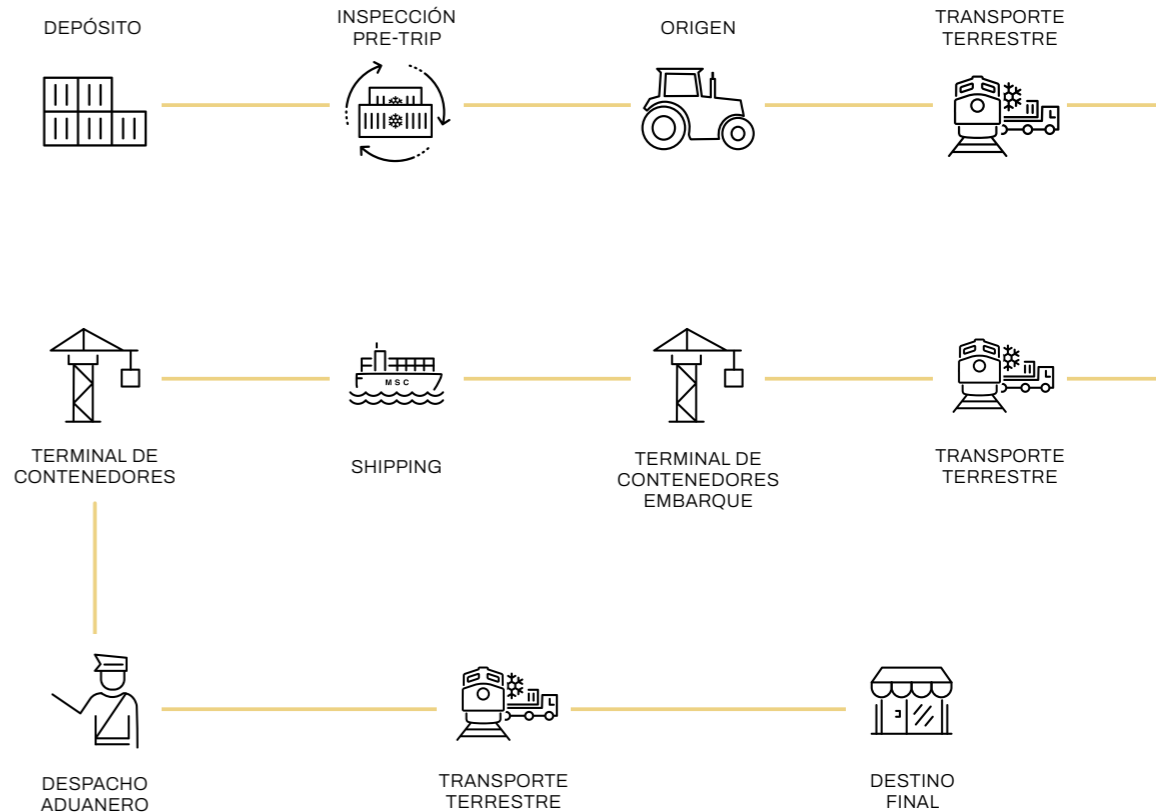 DEPÓSITO
INSPECCIÓN
PRE-TRIP
ORIGEN
TRANSPORTE
TERRESTRE
MSC
TERMINAL DE
CONTENEDORES
SHIPPING
TERMINAL DE
CONTENEDORES
EMBARQUE
TRANSPORTE
TERRESTRE
DESPACHO
ADUANERO
TRANSPORTE
TERRESTRE
DESTINO
FINAL